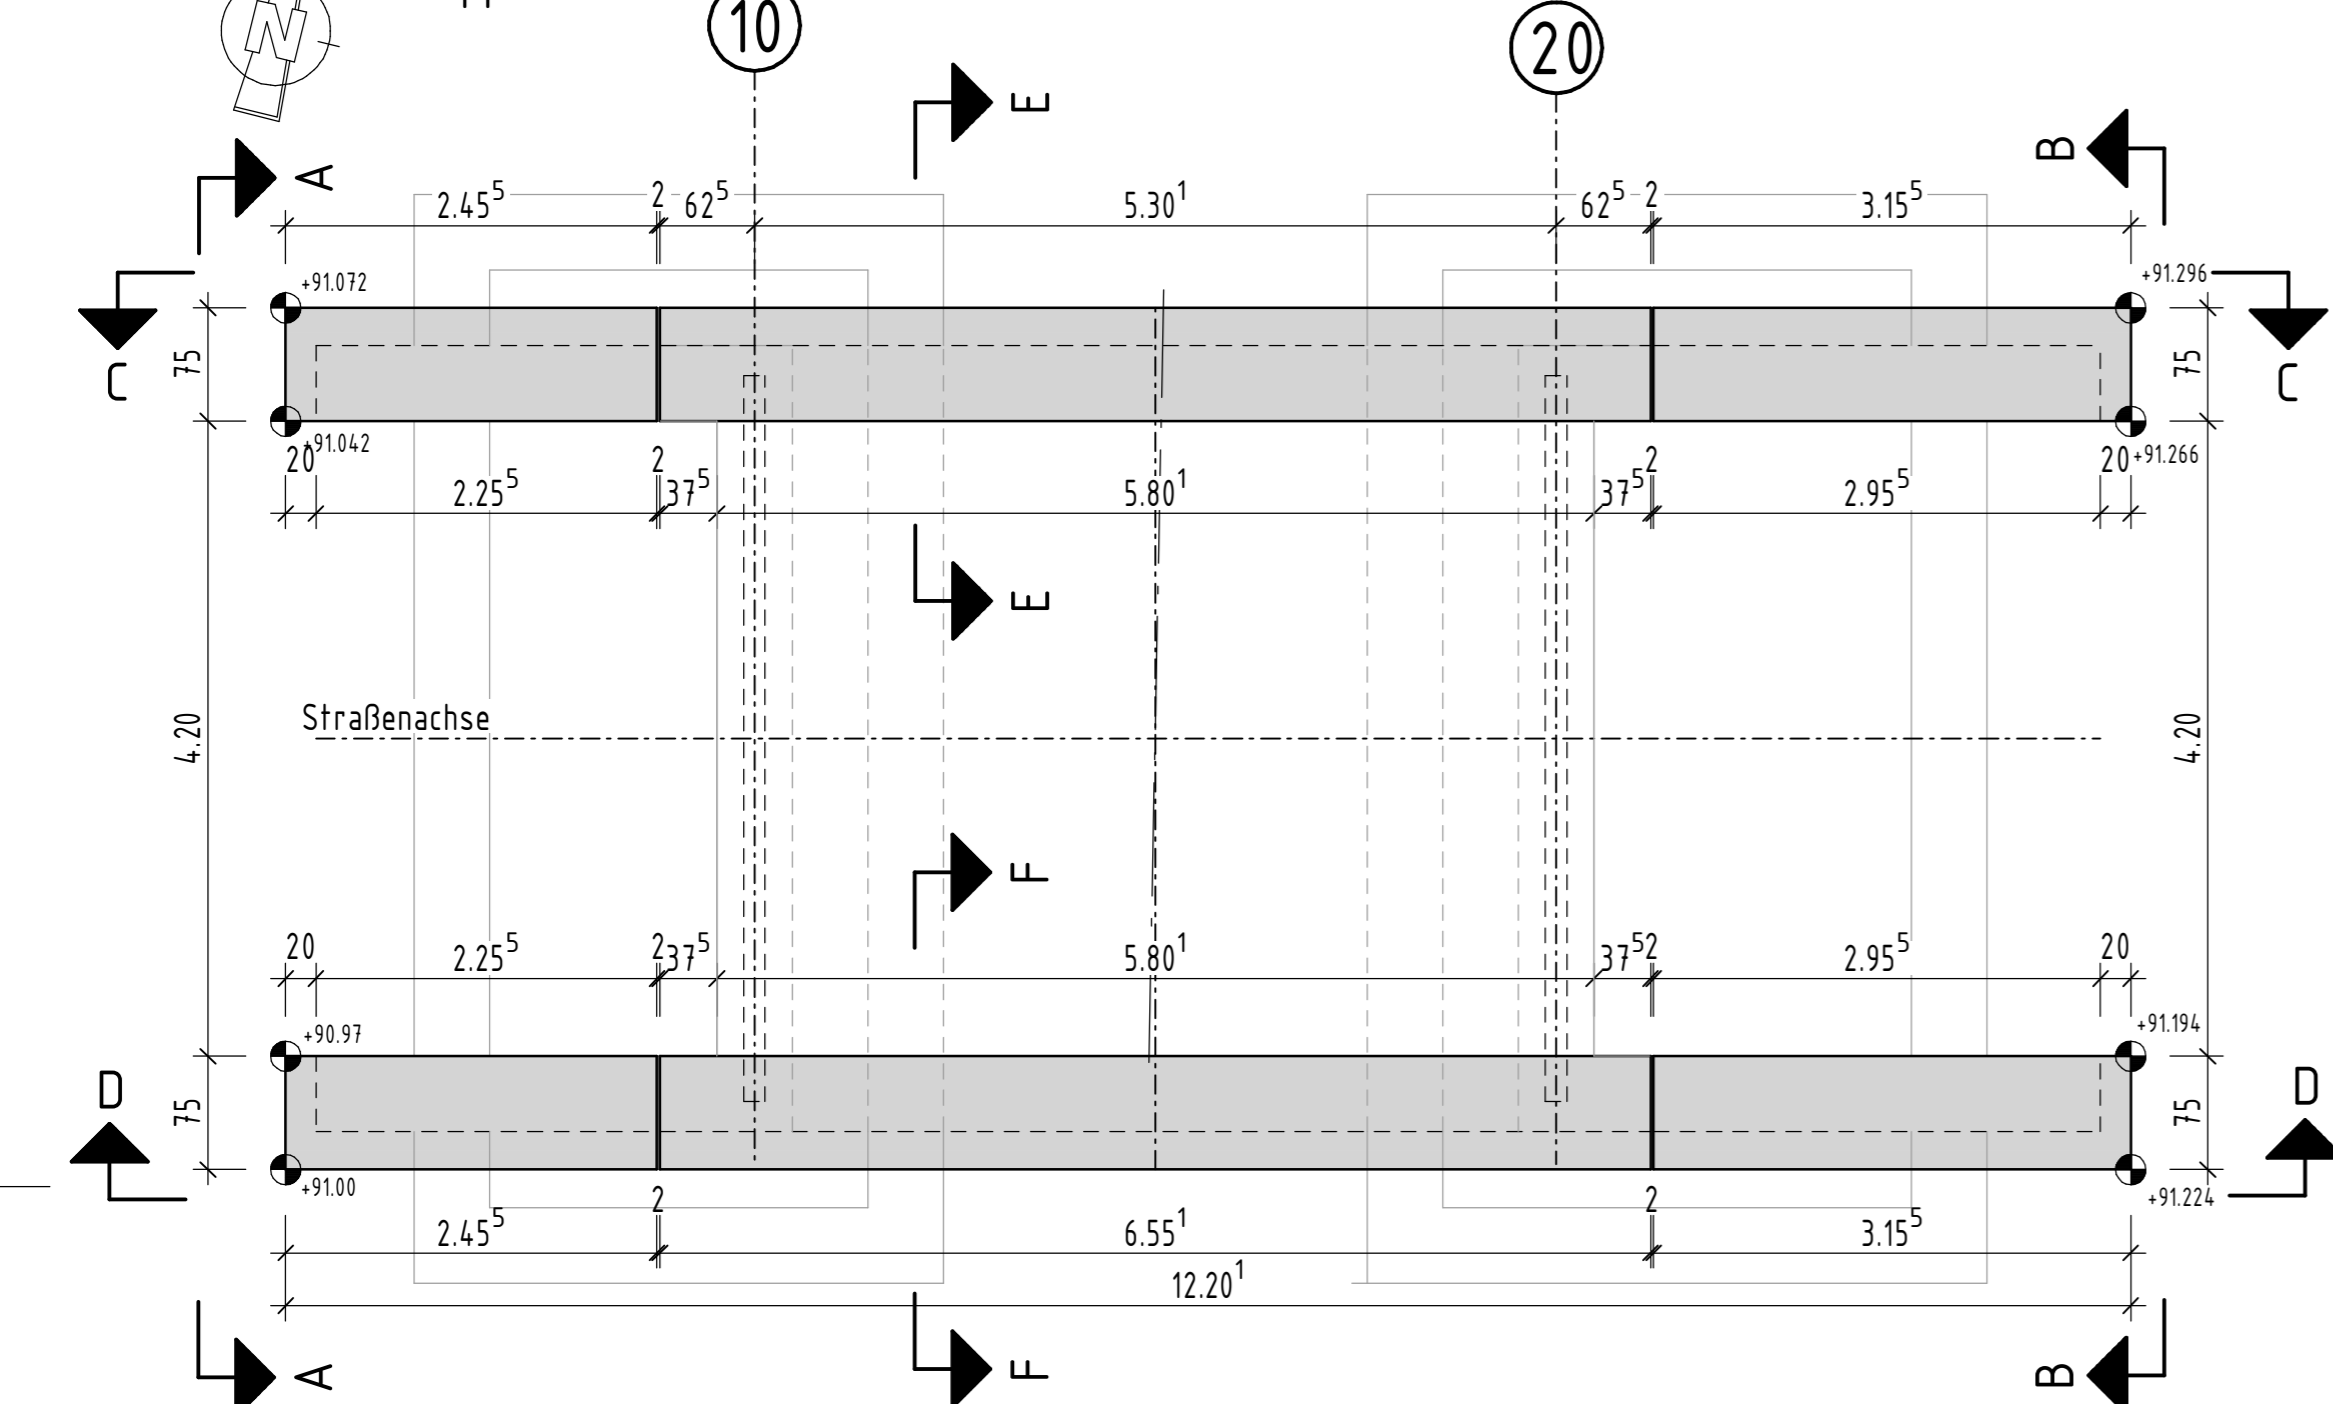 N
10
20
E
A
B
2.45⁵ 2 62⁵ 5.30¹ 62⁵ 2 3.15⁵
+91.072
+91.296
75
75
C
C
+91.042
+91.266
20 2 2 20
2.25⁵ 37⁵ 5.80¹ 37⁵ 2.95⁵
E
Straßenachse
4.20
4.20
F
20 2.25⁵ 2 37⁵ 5.80¹ 37⁵ 2 2.95⁵ 20
+90.97
+91.194
D
D
75
75
+91.00
+91.224
2.45⁵ 2 6.55¹ 2 3.15⁵
12.20¹
A
F
B